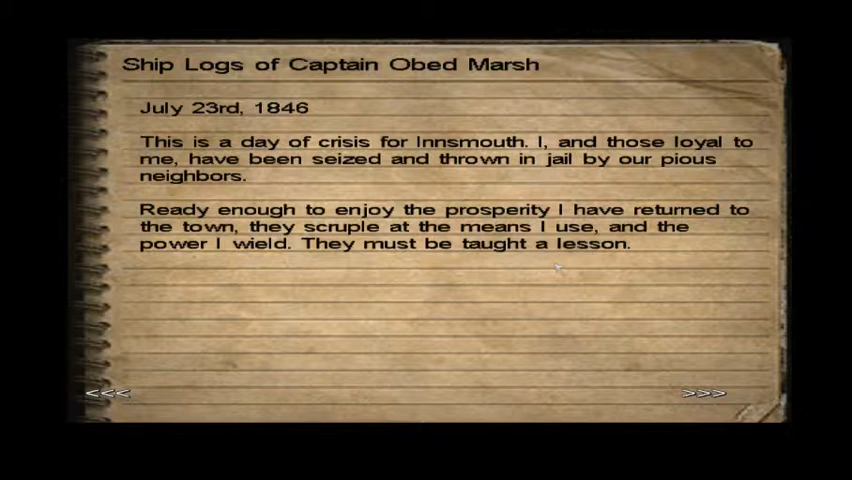 Ship Logs of Captain Obed Marsh
July 23rd, 1846
This is a day of crisis for Innsmouth. I, and those loyal to
me, have been seized and thrown in jail by our pious
neighbors.
Ready enough to enjoy the prosperity I have returned to
the town, they scruple at the means I use, and the
power I wield. They must be taught a lesson.
<<< >>>